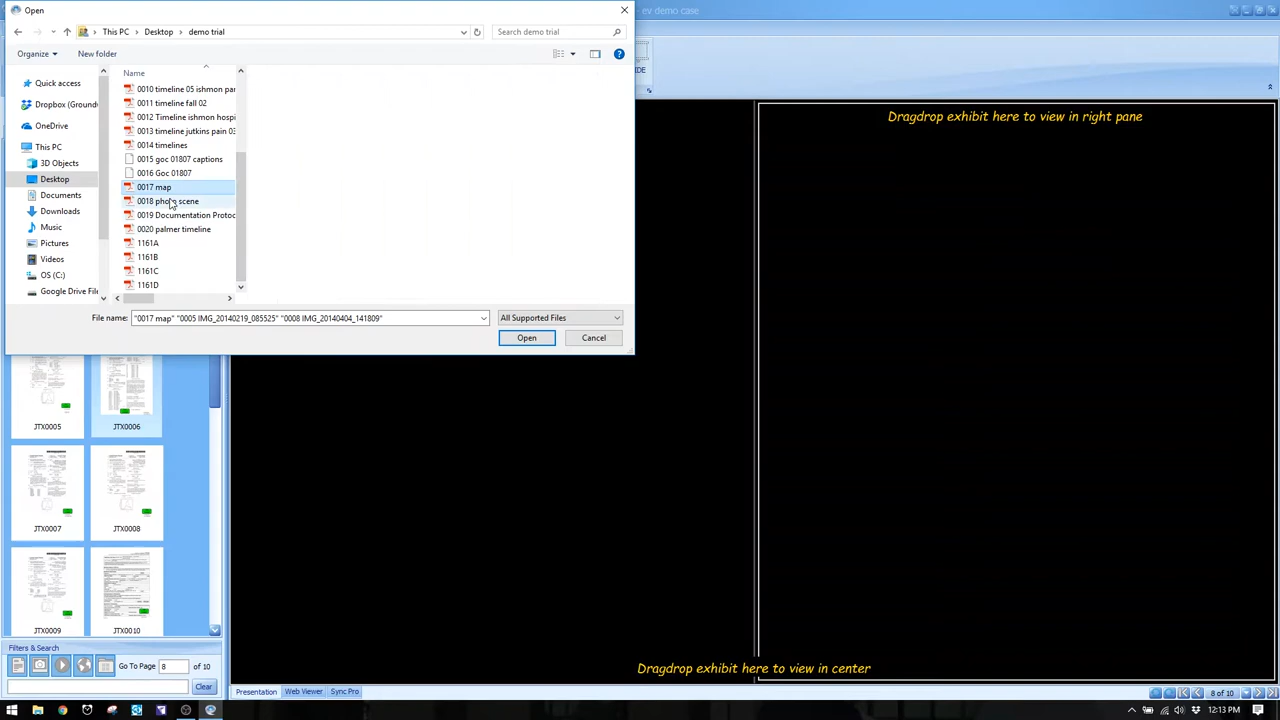 Open
nv demo case
This PC
Desktop
demo trial
Search demo trial
Organize
New folder
Name
Quick access
Dropbox (Ground
OneDrive
This PC
3D Objects
Desktop
Documents
Downloads
Music
Pictures
Videos
OS (C:)
Google Drive File
0010 timeline 05 ishmon par
0011 timeline fall 02
0012 Timeline ishmon hospi
0013 timeline jutkins pain 03
0014 timelines
0015 goc 01807 captions
0016 Goc 01807
0017 map
0018 photo scene
0019 Documentation Protoc
0020 palmer timeline
1161A
1161B
1161C
1161D
File name:
"0017 map" "0005 IMG_20140219_085525" "0008 IMG_20140404_141809"
All Supported Files
Open
Cancel
Dragdrop exhibit here to view in right pane
Dragdrop exhibit here to view in center
JTX0005
JTX0006
JTX0007
JTX0008
JTX0009
JTX0010
Filters & Search
Go To Page
8
of 10
Clear
Presentation
Web Viewer
Sync Pro
8 of 10
12:13 PM